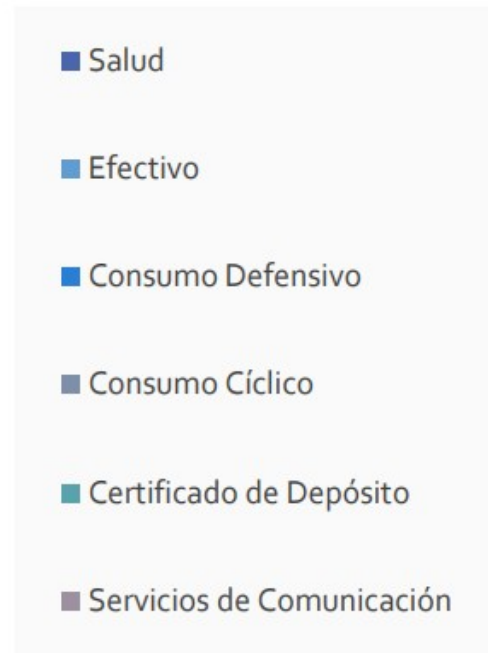 Salud
Efectivo
Consumo Defensivo
Consumo Cíclico
Certificado de Depósito
Servicios de Comunicación